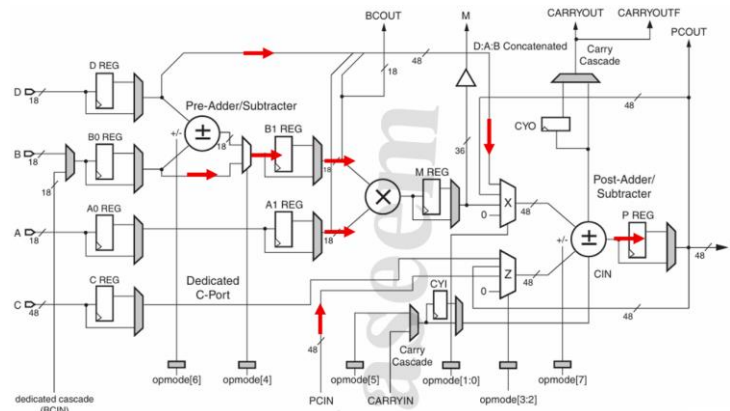 BCOUT
M
CARRYOUT
CARRYOUTF
PCOUT
D:A:B Concatenated
Carry
Cascade
D REG
D
18
Pre-Adder/Subtracter
48
18
48
+/-
±
18
CYO
B0 REG
B1 REG
B
18
18
36
M REG
Post-Adder/
Subtracter
X
48
0
P REG
A0 REG
A1 REG
A
18
18
×
+/-
±
48
C REG
Dedicated
C-Port
Z
48
0
CIN
C
48
CYI
48
48
Carry
Cascade
opmode[6]
opmode[4]
opmode[5]
opmode[1:0]
opmode[7]
opmode[3:2]
dedicated cascade
(BCIN)
PCIN
CARRYIN
aseem